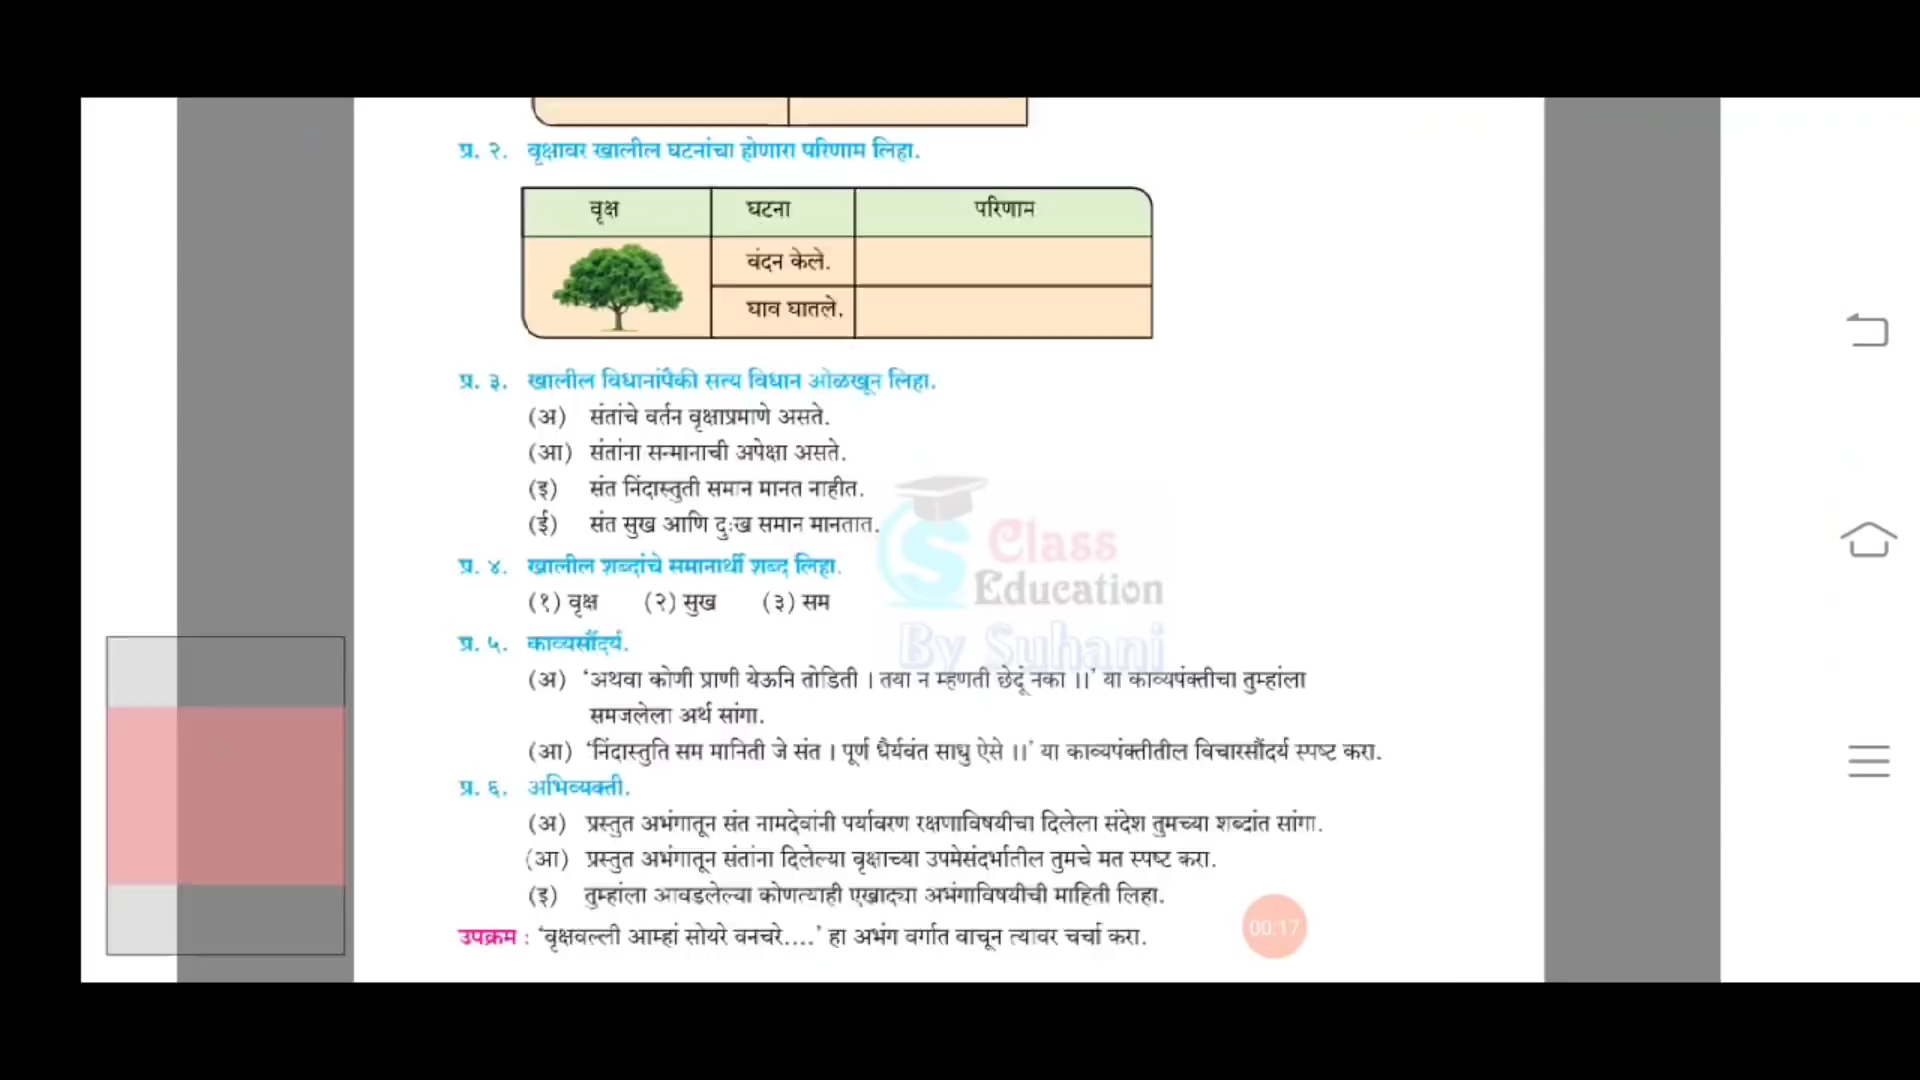 प्र. २. वृक्षावर खालील घटनांचा होणारा परिणाम लिहा.
वृक्ष घटना परिणाम
वंदन केले.
घाव घातले.
प्र. ३. खालील विधानांपैकी सत्य विधान ओळखून लिहा.
(अ) संतांचे वर्तन वृक्षाप्रमाणे असते.
(आ) संतांना सन्मानाची अपेक्षा असते.
(इ) संत निंदास्तुती समान मानत नाहीत.
(ई) संत सुख आणि दुःख समान मानतात.
Class
Education
By Suhani
प्र. ४. खालील शब्दांचे समानार्थी शब्द लिहा.
(१) वृक्ष (२) सुख (३) सम
प्र. ५. काव्यसौंदर्य.
(अ) ‘अथवा कोणी प्राणी येऊनि तोडिती । तया न म्हणती छेदूं नका ।।’ या काव्यपंक्तीचा तुम्हांला
समजलेला अर्थ सांगा.
(आ) ‘निंदास्तुति सम मानिती जे संत । पूर्ण धैर्यवंत साधु ऐसे ।।’ या काव्यपंक्तीतील विचारसौंदर्य स्पष्ट करा.
प्र. ६. अभिव्यक्ती.
(अ) प्रस्तुत अभंगातून संत नामदेवांनी पर्यावरण रक्षणाविषयीचा दिलेला संदेश तुमच्या शब्दांत सांगा.
(आ) प्रस्तुत अभंगातून संतांना दिलेल्या वृक्षाच्या उपमेसंदर्भातील तुमचे मत स्पष्ट करा.
(इ) तुम्हांला आवडलेल्या कोणत्याही एखाद्या अभंगाविषयीची माहिती लिहा.
उपक्रम : ‘वृक्षवल्ली आम्हां सोयरे वनचरे....’ हा अभंग वर्गात वाचून त्यावर चर्चा करा.
00:17